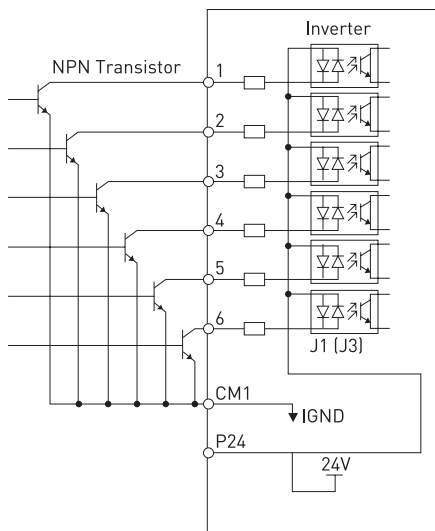 Inverter
NPN Transistor
1
2
3
4
5
6
J1 (J3)
CM1
IGND
P24
24V